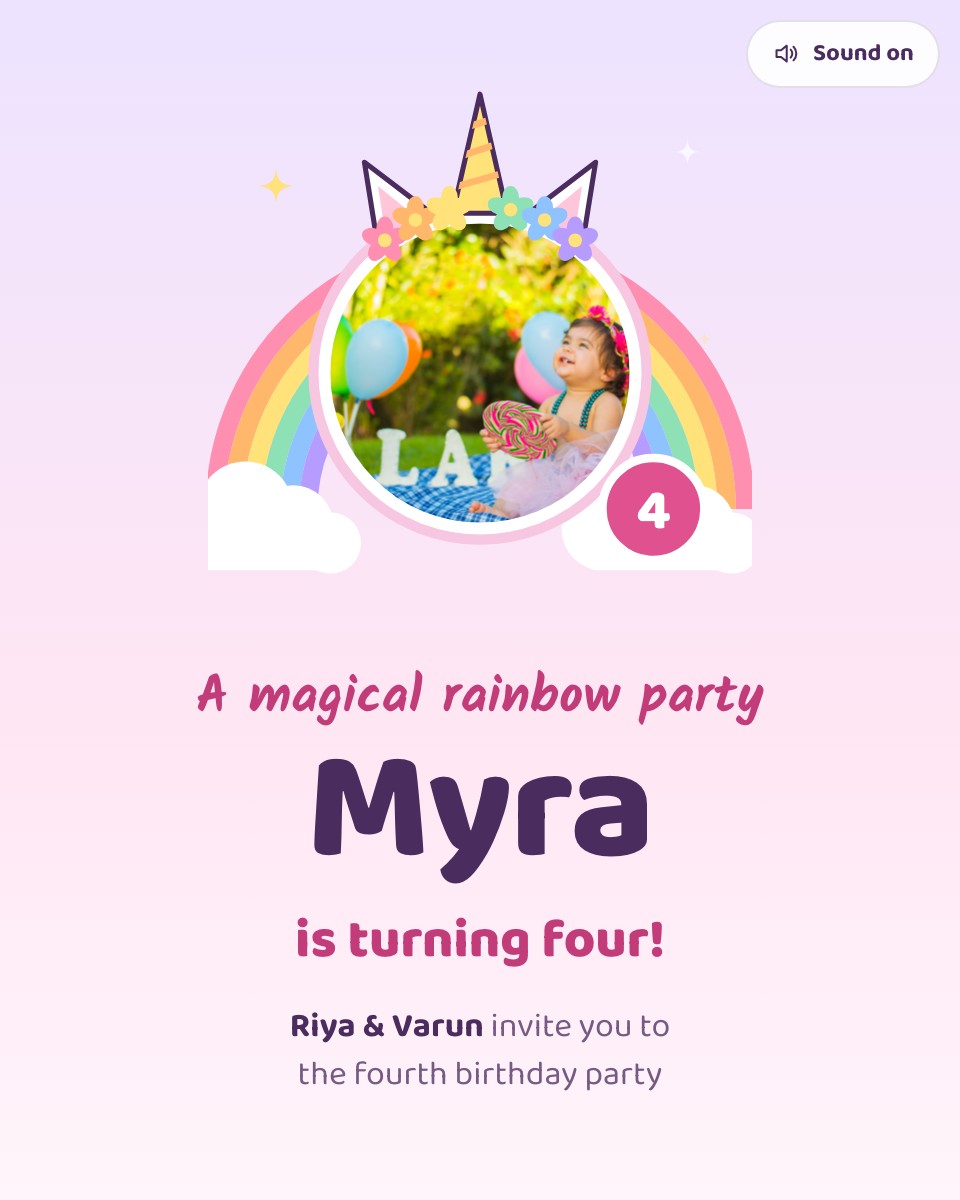 Sound on
LA
4
A magical rainbow party
Myra
is turning four!
Riya & Varun invite you to
the fourth birthday party